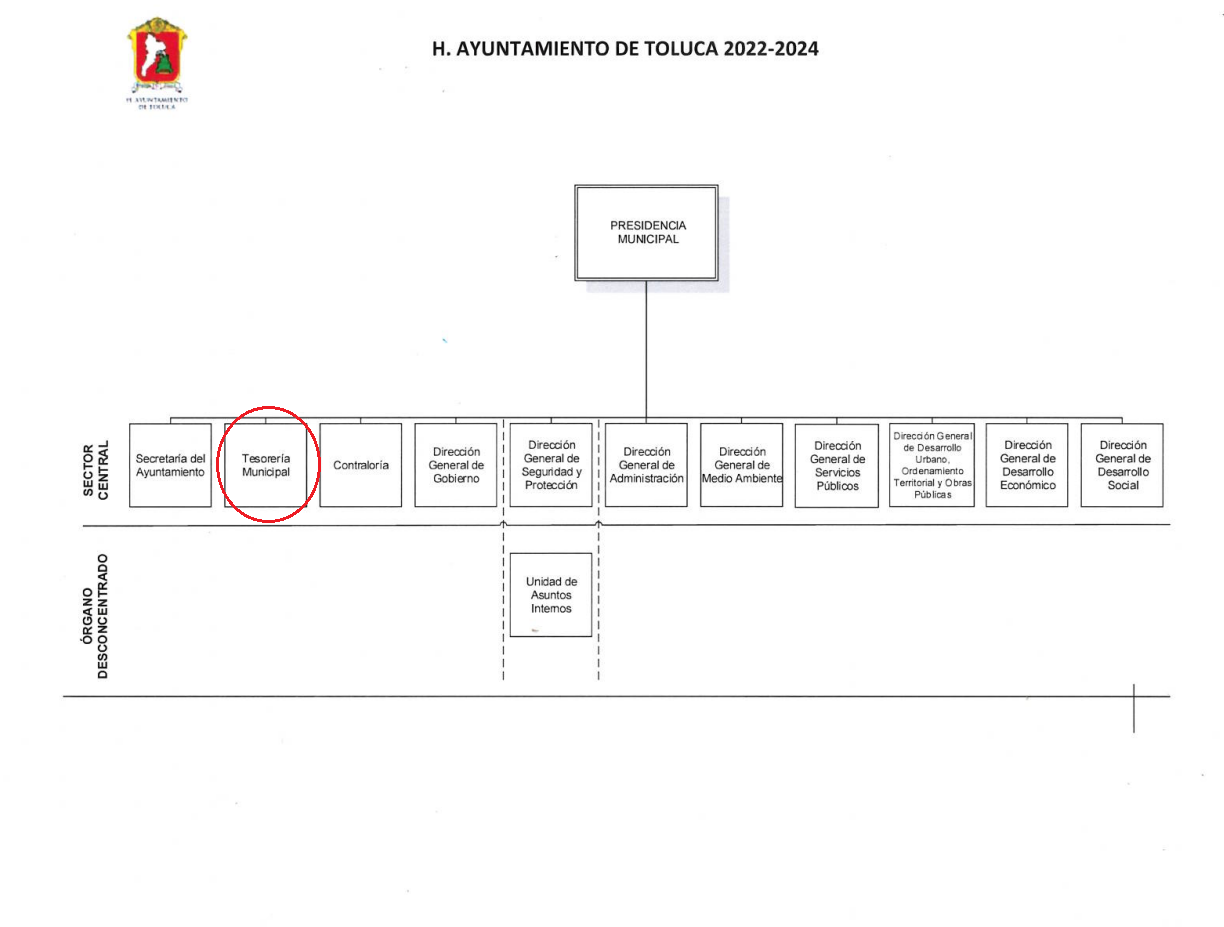 H. AYUNTAMIENTO DE TOLUCA 2022-2024
H. AYUNTAMIENTO
DE TOLUCA
PRESIDENCIA
MUNICIPAL
SECTOR
CENTRAL
Secretaría del
Ayuntamiento
Tesorería
Municipal
Contraloría
Dirección
General de
Gobierno
Dirección
General de
Seguridad y
Protección
Dirección
General de
Administración
Dirección
General de
Medio Ambiente
Dirección
General de
Servicios
Públicos
Dirección General
de Desarrollo
Urbano,
Ordenamiento
Territorial y Obras
Públicas
Dirección
General de
Desarrollo
Económico
Dirección
General de
Desarrollo
Social
ÓRGANO
DESCONCENTRADO
Unidad de
Asuntos
Internos